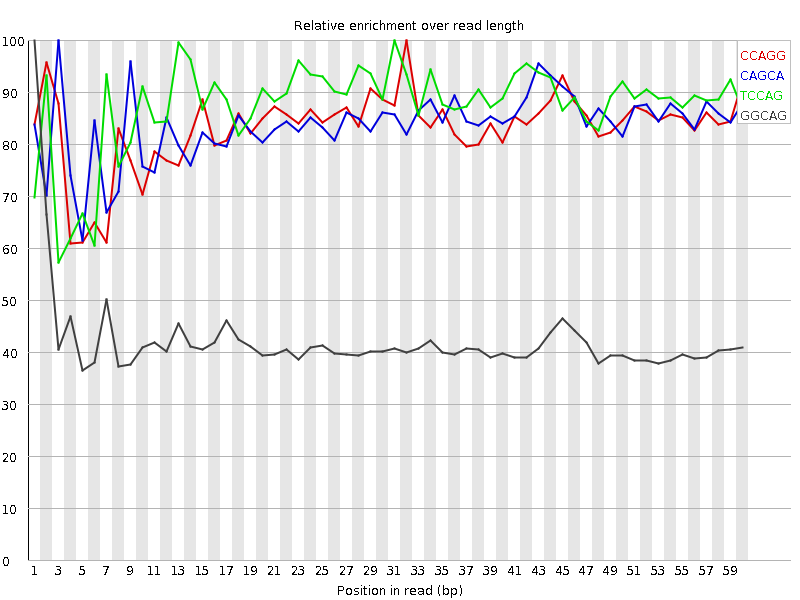 Relative enrichment over read length
100
90
80
70
60
50
40
30
20
10
0
CCAGG
CAGCA
TCCAG
GGCAG
1 3 5 7 9 11 13 15 17 19 21 23 25 27 29 31 33 35 37 39 41 43 45 47 49 51 53 55 57 59
Position in read (bp)